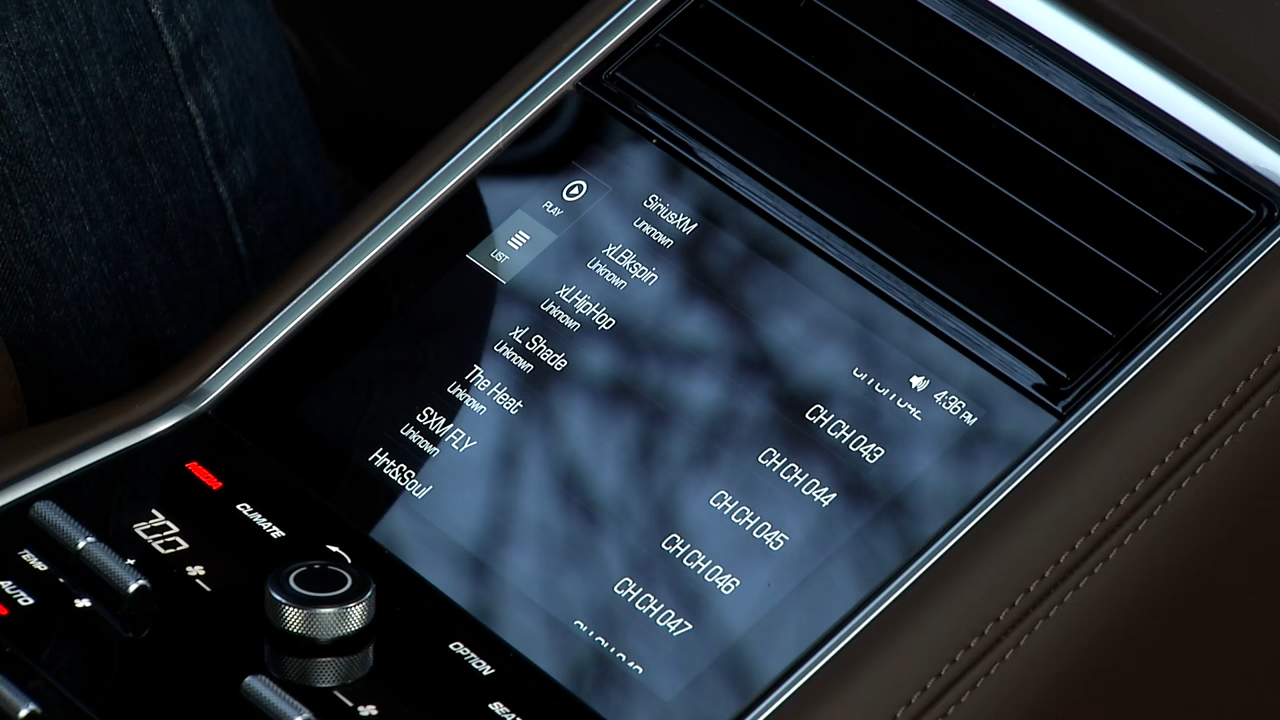 PLAY
LIST
SiriusXM
Unknown
xLBkspin
Unknown
xLHipHop
Unknown
xL Shade
Unknown
The Heat
Unknown
SXM FLY
Unknown
Hrt&Soul
4:36 PM
CH CH 043
CH CH 044
CH CH 045
CH CH 046
CH CH 047
MEDIA
CLIMATE
70.0
TEMP
AUTO
OPTION